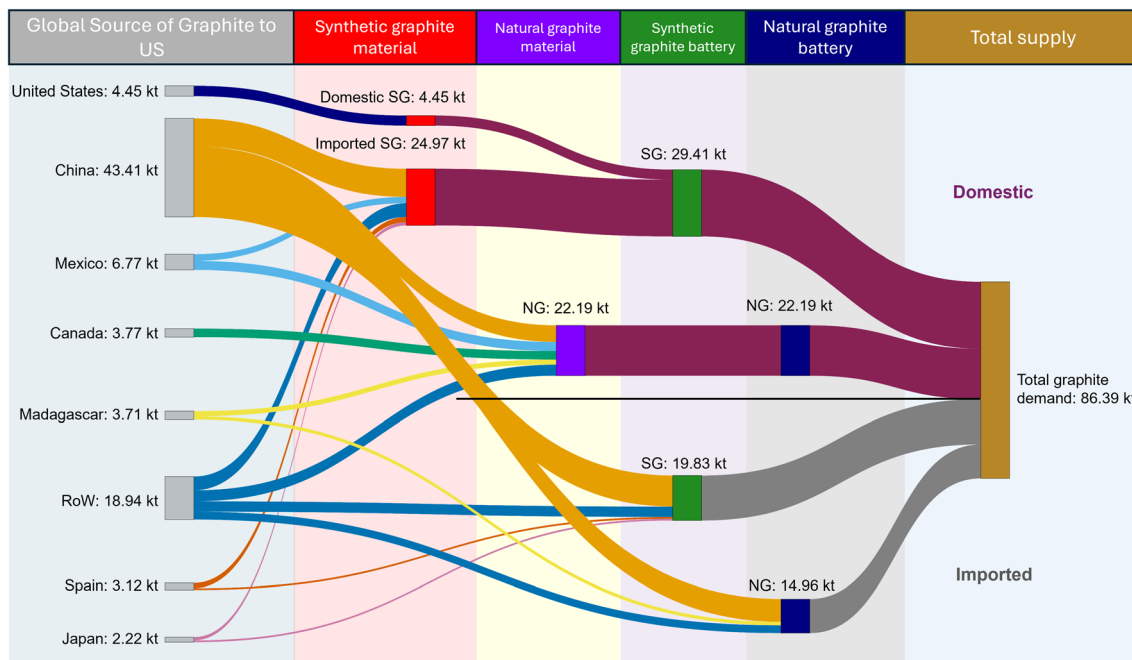 Global Source of Graphite to
US
Synthetic graphite
material
Natural graphite
material
Synthetic
graphite battery
Natural graphite
battery
Total supply
United States: 4.45 kt
Domestic SG: 4.45 kt
Imported SG: 24.97 kt
SG: 29.41 kt
China: 43.41 kt
Domestic
Mexico: 6.77 kt
NG: 22.19 kt
NG: 22.19 kt
Canada: 3.77 kt
Total graphite
demand: 86.39 kt
Madagascar: 3.71 kt
SG: 19.83 kt
RoW: 18.94 kt
Imported
Spain: 3.12 kt
NG: 14.96 kt
Japan: 2.22 kt